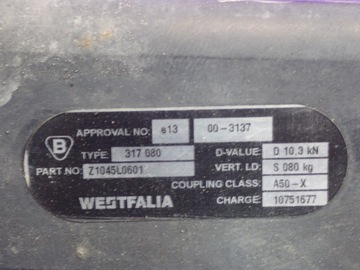 APPROVAL NO: e13 00-3137
B
TYPE: 317 080 D-VALUE: D 10,3 kN
PART NO: Z1045L0601 VERT. LD: S 080 kg
COUPLING CLASS: A50-X
WESTFALIA CHARGE: 10751677